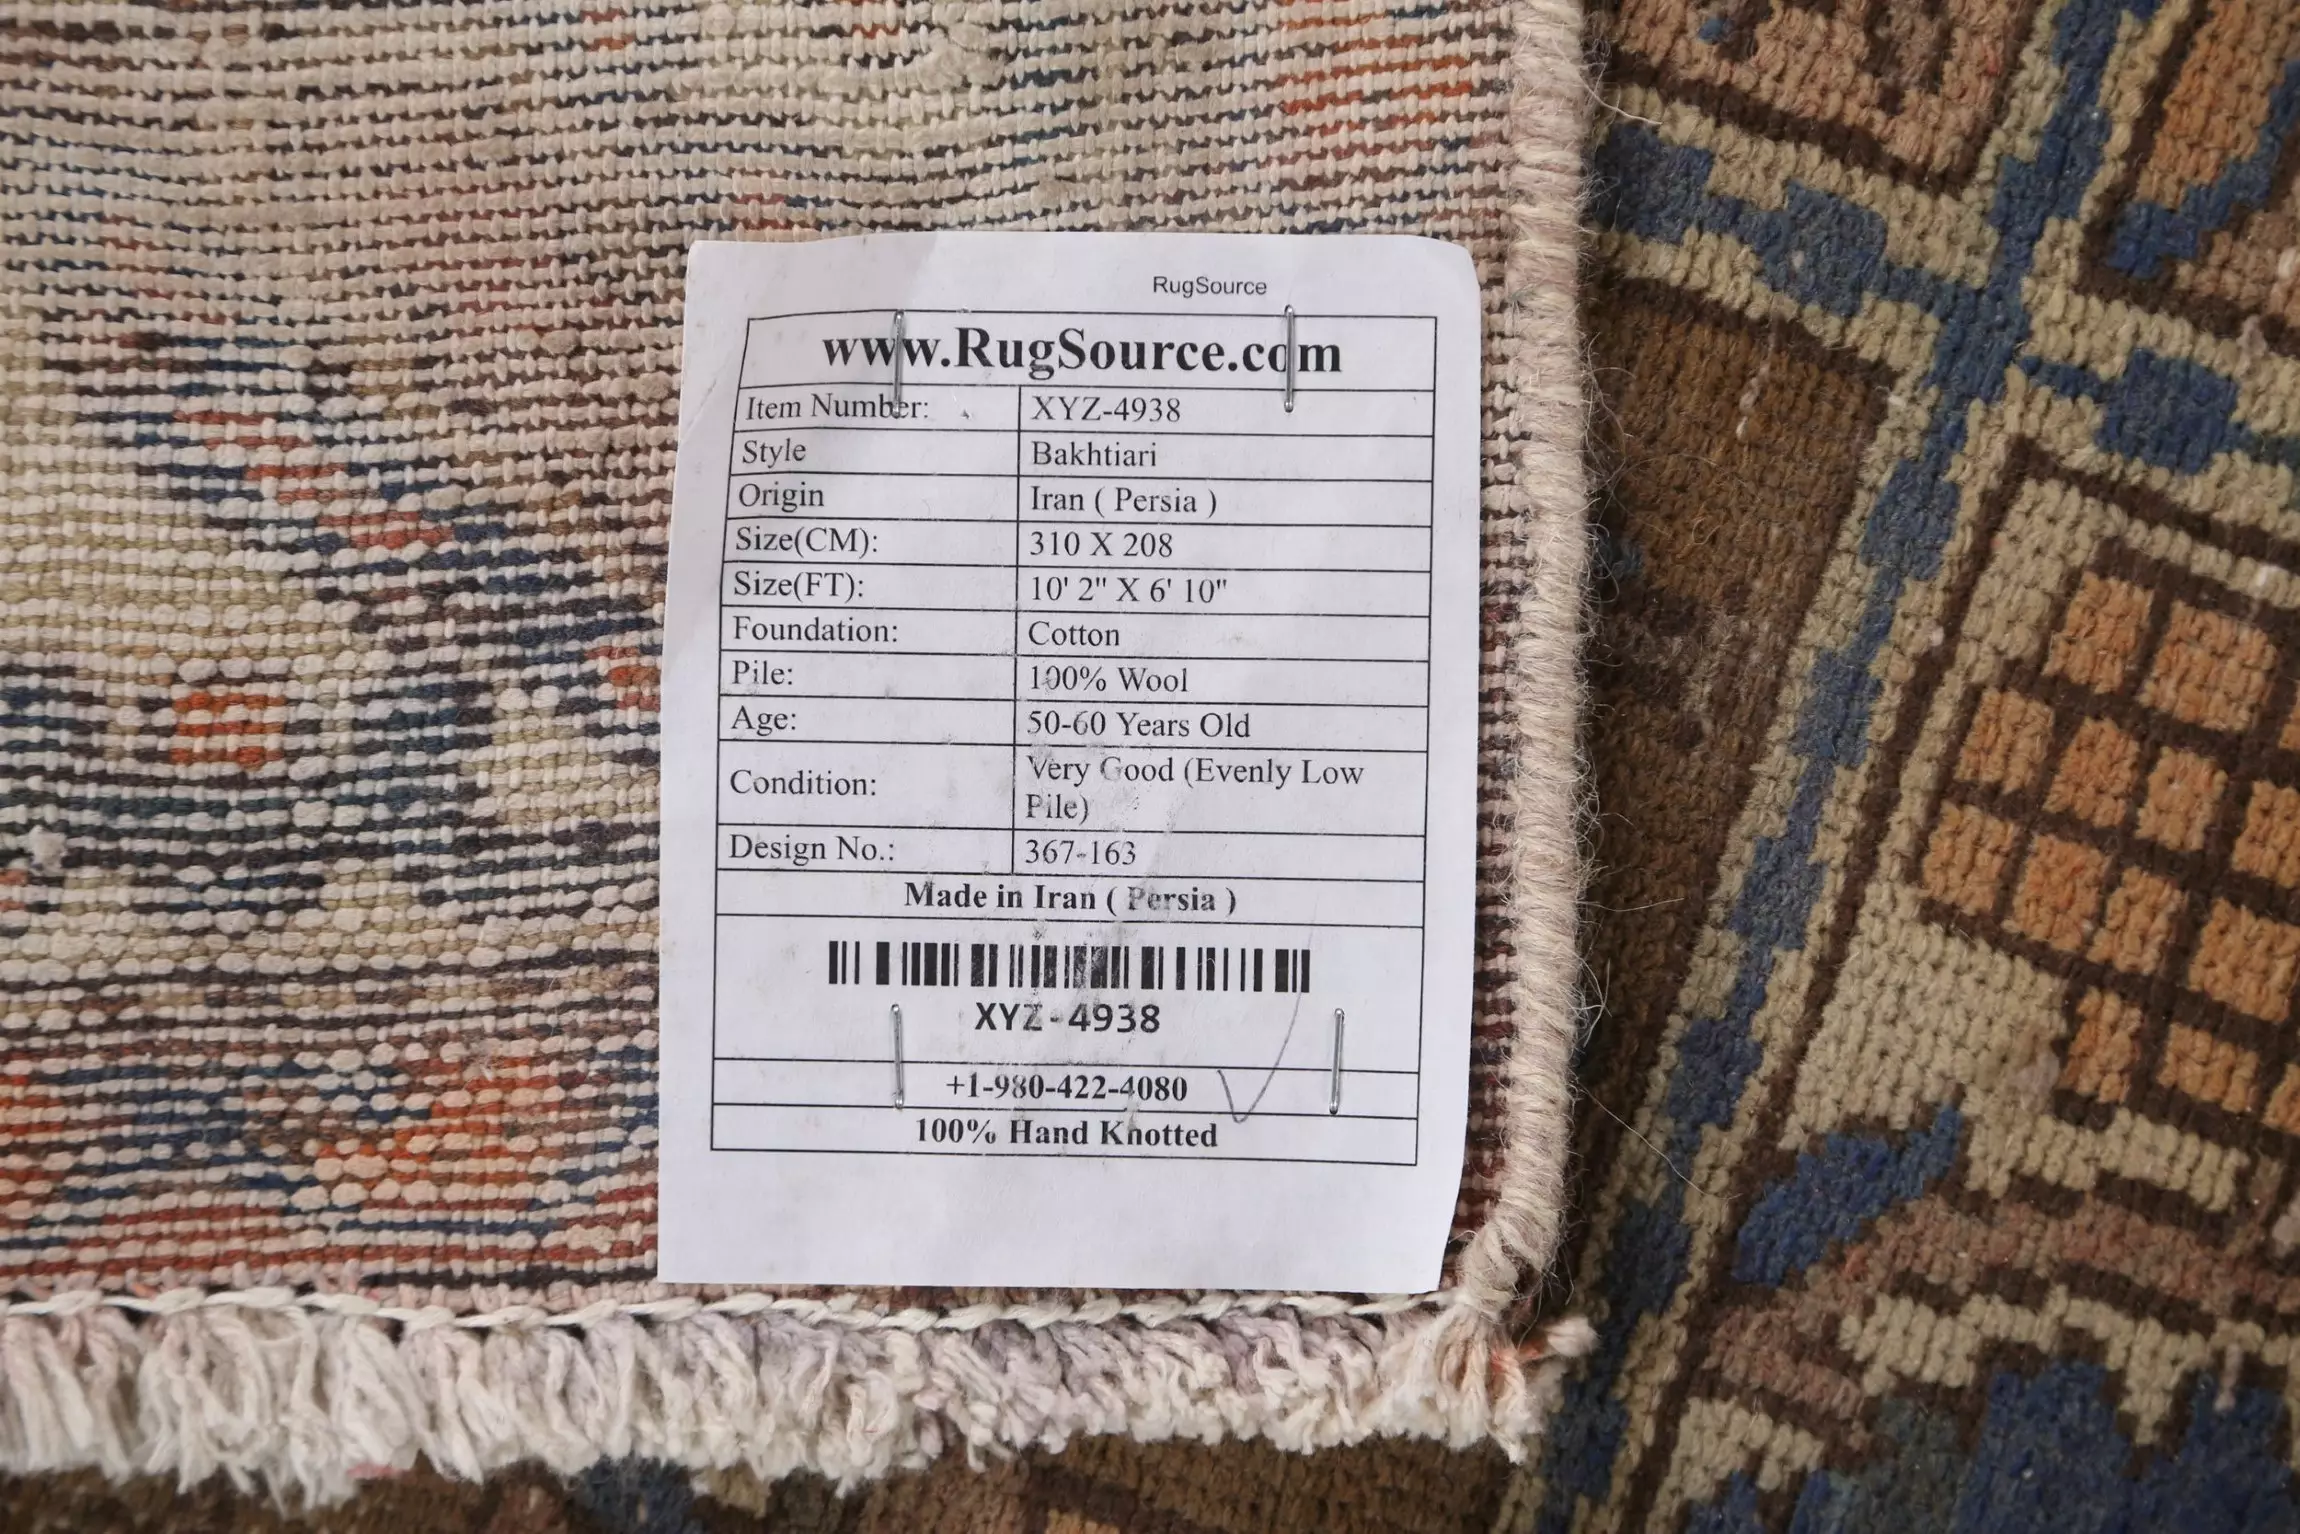 RugSource
www.RugSource.com
Item Number: XYZ-4938
Style Bakhtiari
Origin Iran ( Persia )
Size(CM): 310 X 208
Size(FT): 10' 2" X 6' 10"
Foundation: Cotton
Pile: 100% Wool
Age: 50-60 Years Old
Condition: Very Good (Evenly Low
Pile)
Design No.: 367-163
Made in Iran ( Persia )
XYZ-4938
+1-980-422-4080
100% Hand Knotted